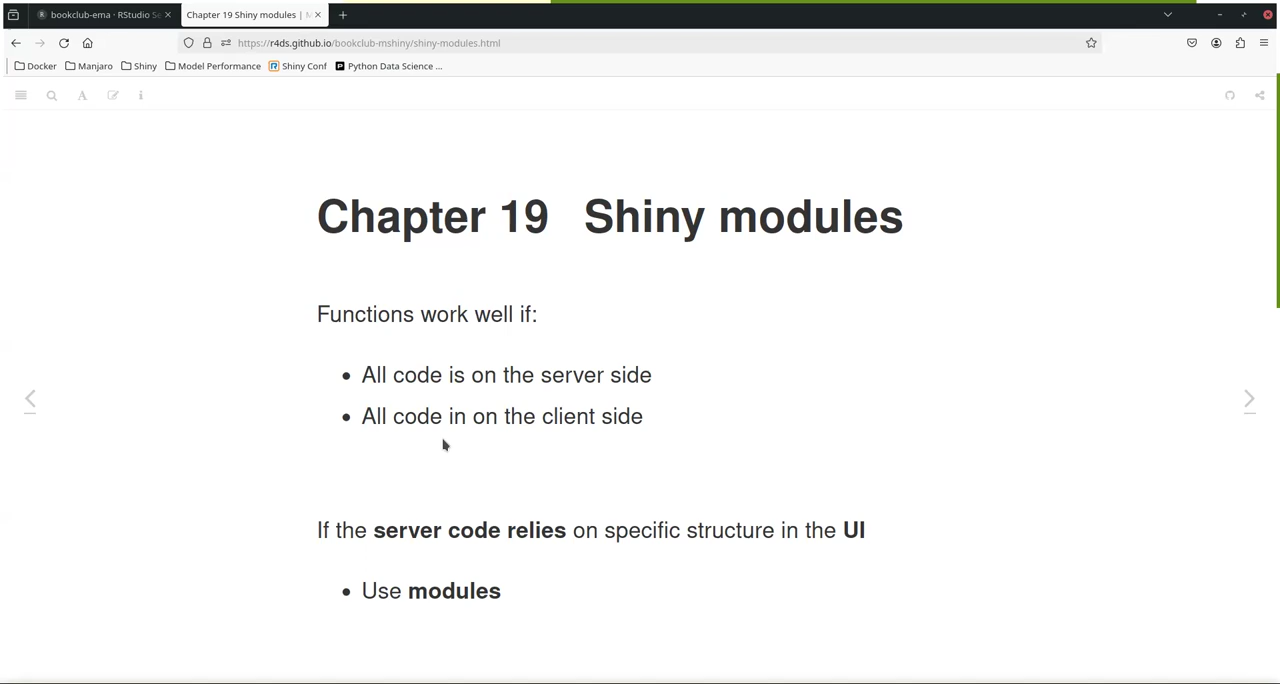 bookclub-ema · RStudio Se
Chapter 19 Shiny modules |
https://r4ds.github.io/bookclub-mshiny/shiny-modules.html
Docker Manjaro Shiny Model Performance Shiny Conf Python Data Science ...
Chapter 19 Shiny modules
Functions work well if:
• All code is on the server side
• All code in on the client side
If the server code relies on specific structure in the UI
• Use modules